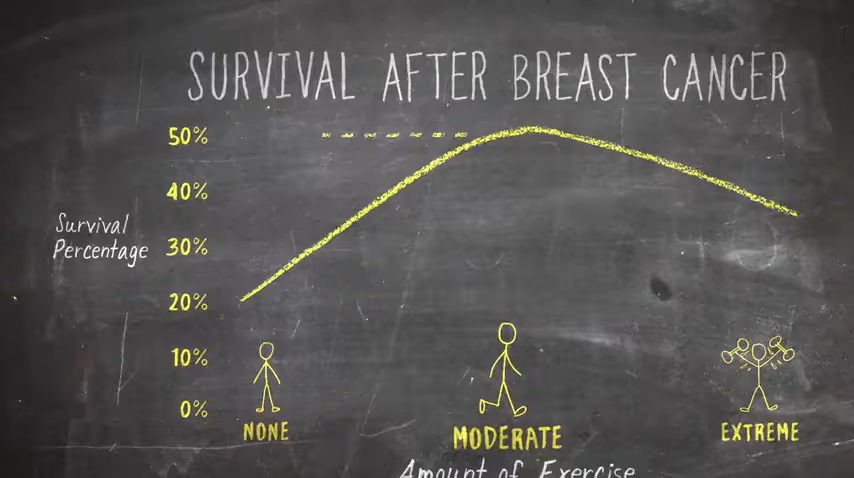 SURVIVAL AFTER BREAST CANCER
50%
40%
Survival
Percentage
30%
20%
10%
0%
NONE
MODERATE
EXTREME
Amount of Exercise